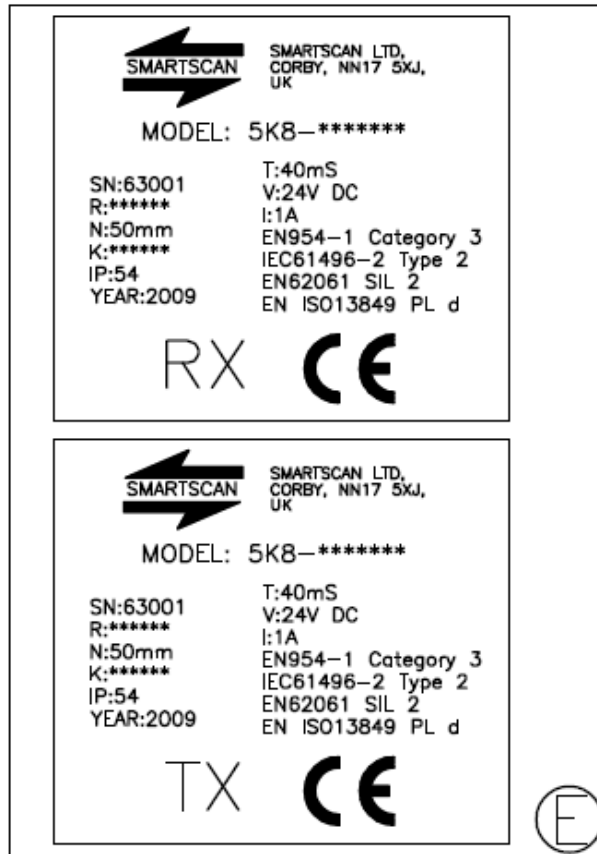 SMARTSCAN
SMARTSCAN LTD,
CORBY, NN17 5XJ,
UK
MODEL: 5K8-*******
SN:63001
R:******
N:50mm
K:******
IP:54
YEAR:2009
T:40mS
V:24V DC
I:1A
EN954-1 Category 3
IEC61496-2 Type 2
EN62061 SIL 2
EN ISO13849 PL d
RX CE
SMARTSCAN
SMARTSCAN LTD,
CORBY, NN17 5XJ,
UK
MODEL: 5K8-*******
SN:63001
R:******
N:50mm
K:******
IP:54
YEAR:2009
T:40mS
V:24V DC
I:1A
EN954-1 Category 3
IEC61496-2 Type 2
EN62061 SIL 2
EN ISO13849 PL d
TX CE
E